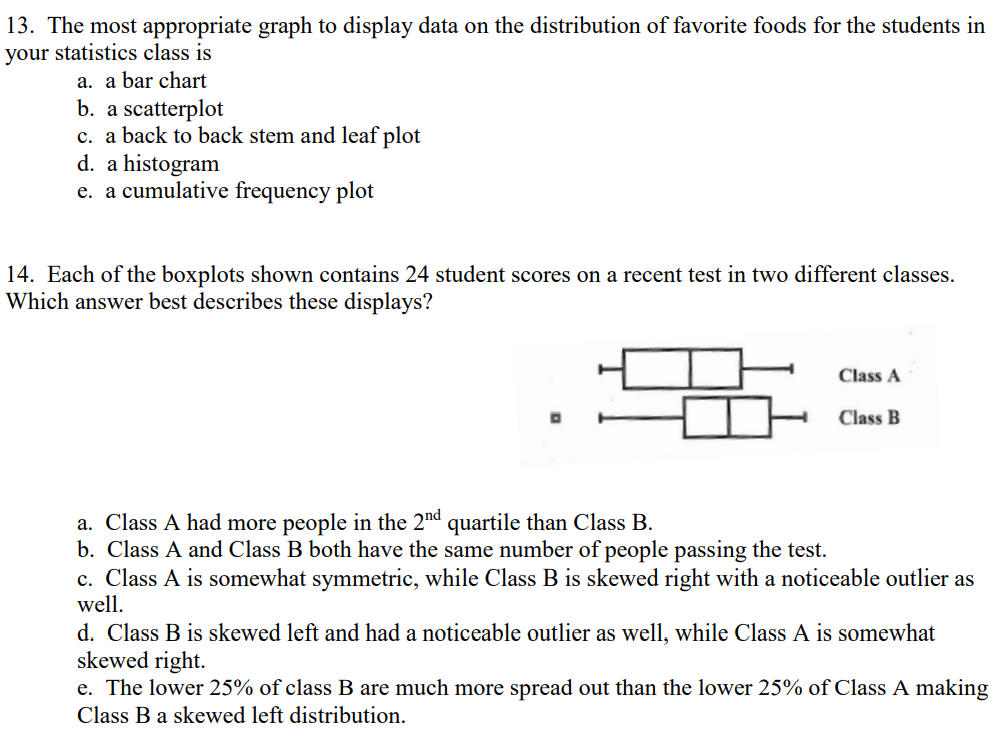 13. The most appropriate graph to display data on the distribution of favorite foods for the students in
your statistics class is
a. a bar chart
b. a scatterplot
c. a back to back stem and leaf plot
d. a histogram
e. a cumulative frequency plot
14. Each of the boxplots shown contains 24 student scores on a recent test in two different classes.
Which answer best describes these displays?
Class A
Class B
a. Class A had more people in the 2nd quartile than Class B.
b. Class A and Class B both have the same number of people passing the test.
c. Class A is somewhat symmetric, while Class B is skewed right with a noticeable outlier as
well.
d. Class B is skewed left and had a noticeable outlier as well, while Class A is somewhat
skewed right.
e. The lower 25% of class B are much more spread out than the lower 25% of Class A making
Class B a skewed left distribution.